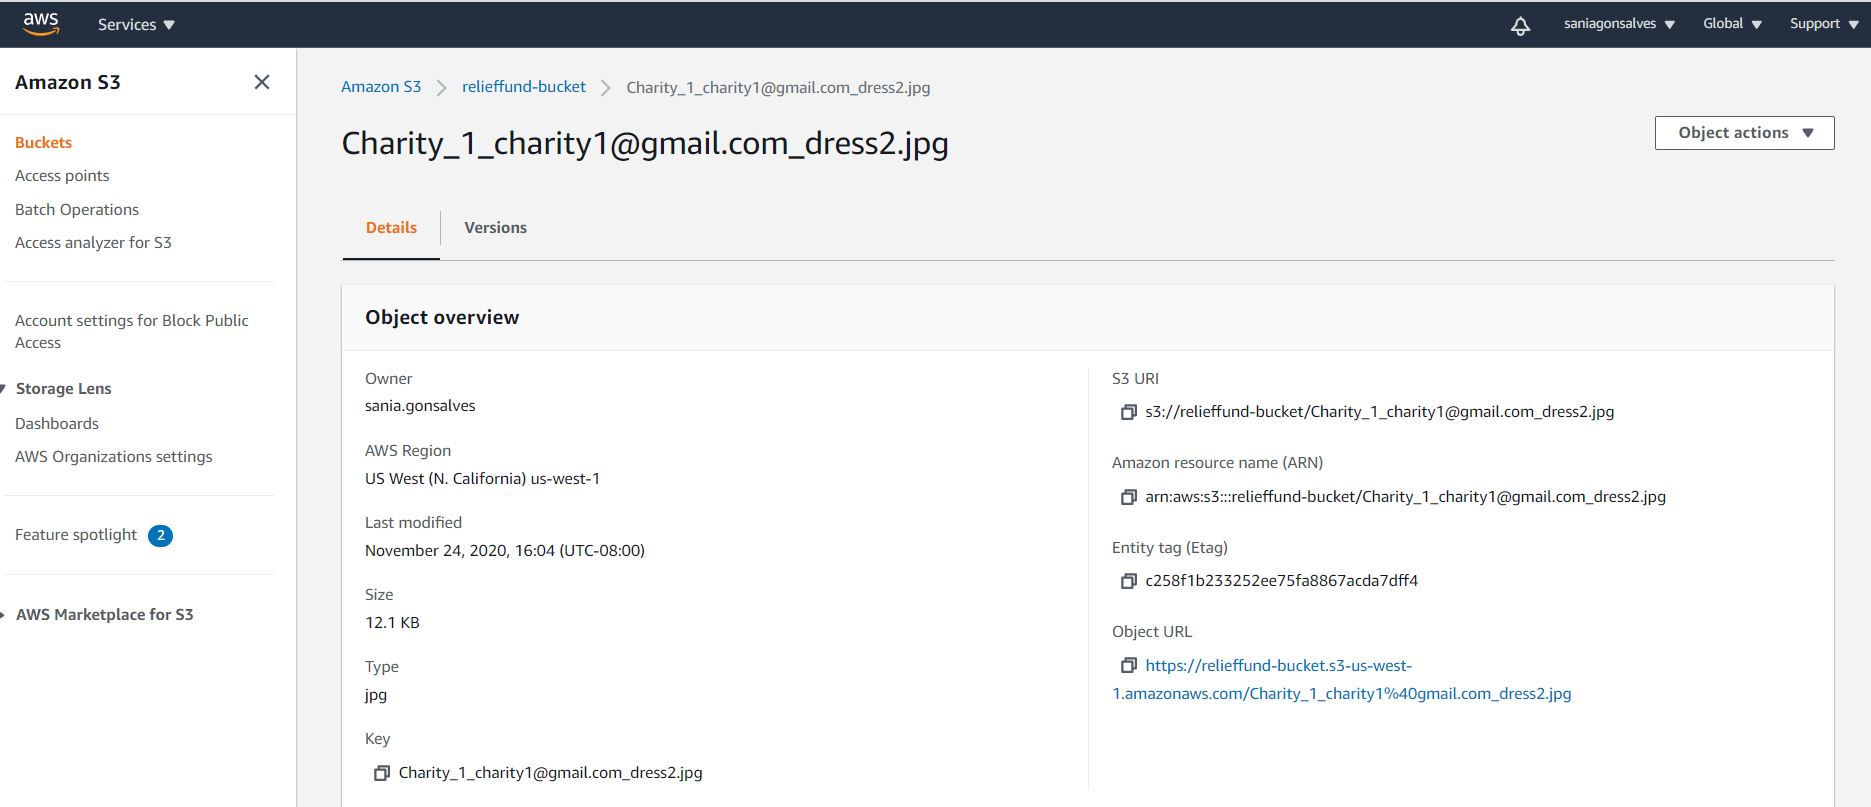 aws Services saniagonsalves Global Support
Amazon S3
Buckets
Access points
Batch Operations
Access analyzer for S3
Account settings for Block Public
Access
Storage Lens
Dashboards
AWS Organizations settings
Feature spotlight 2
AWS Marketplace for S3
Amazon S3 relieffund-bucket Charity_1_charity1@gmail.com_dress2.jpg
Charity_1_charity1@gmail.com_dress2.jpg
Object actions
Details Versions
Object overview
Owner
sania.gonsalves
AWS Region
US West (N. California) us-west-1
Last modified
November 24, 2020, 16:04 (UTC-08:00)
Size
12.1 KB
Type
jpg
Key
Charity_1_charity1@gmail.com_dress2.jpg
S3 URI
s3://relieffund-bucket/Charity_1_charity1@gmail.com_dress2.jpg
Amazon resource name (ARN)
arn:aws:s3:::relieffund-bucket/Charity_1_charity1@gmail.com_dress2.jpg
Entity tag (Etag)
c258f1b233252ee75fa8867acda7dff4
Object URL
https://relieffund-bucket.s3-us-west-
1.amazonaws.com/Charity_1_charity1%40gmail.com_dress2.jpg